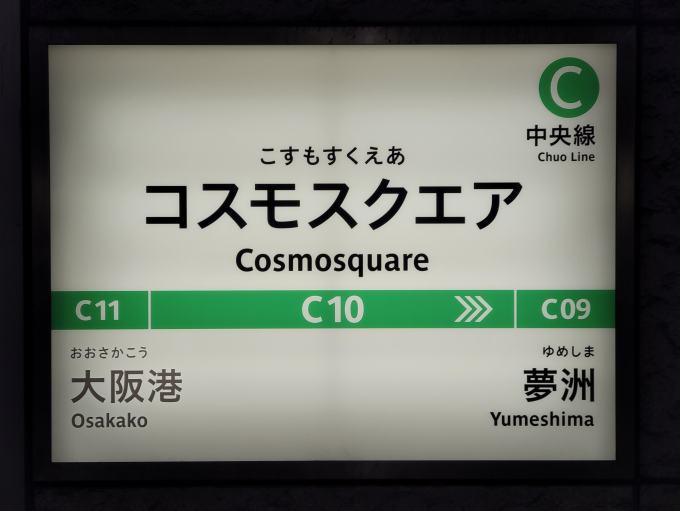 C
中央線
Chuo Line
こすもすくえあ
コスモスクエア
Cosmosquare
C11 C10 C09
おおさかこう ゆめしま
大阪港 夢洲
Osakako Yumeshima